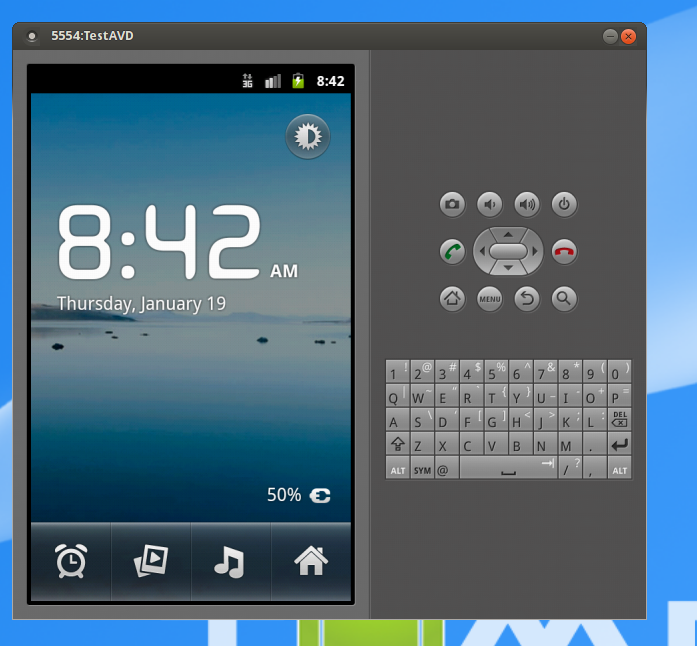 5554:TestAVD
3G 8:42
8:42 AM
Thursday, January 19
50%
MENU
1 ! 2 @ 3 # 4 $ 5 % 6 ^ 7 & 8 * 9 ( 0 )
Q | W ~ E " R ` T { Y } U _ I - O + P =
A S \ D ' F [ G ] H < J > K ; L : DEL
Z X C V B N M .
ALT SYM @ / ? , ALT